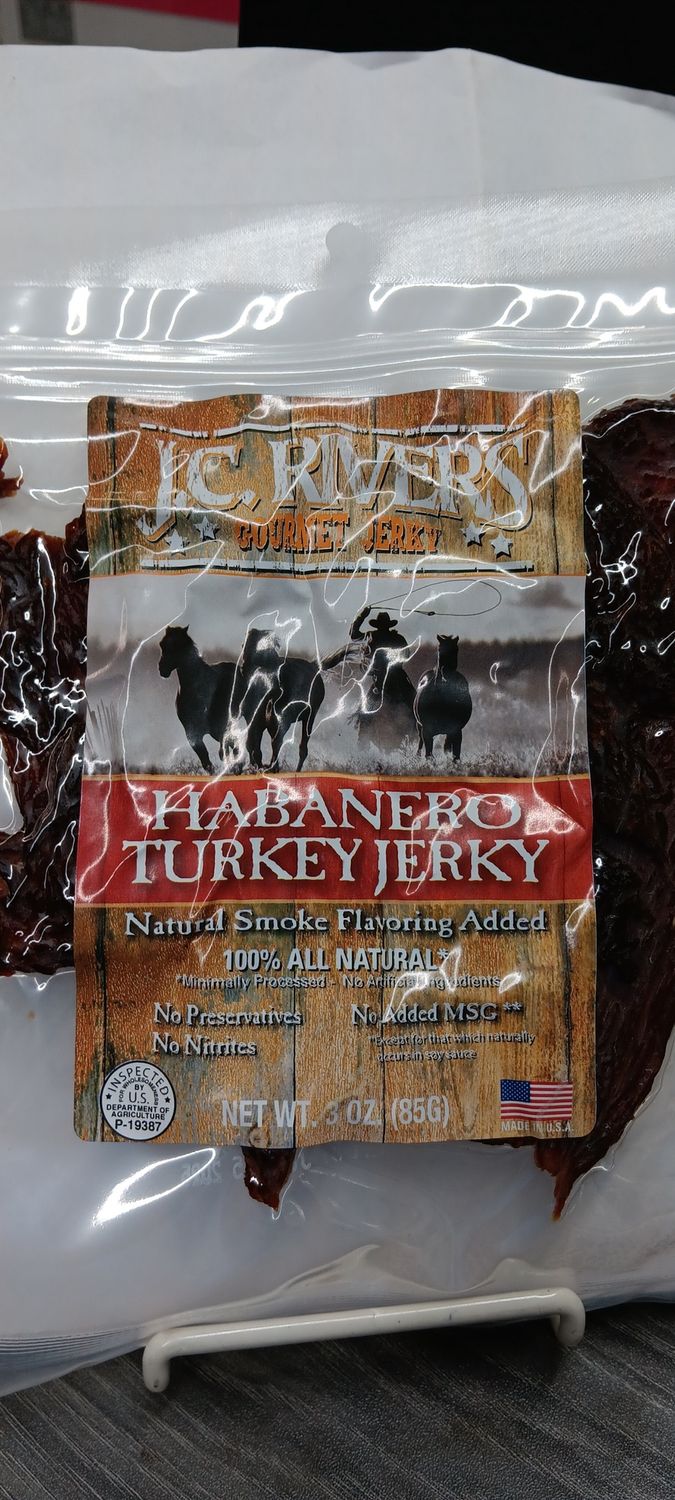 J.C. RIVERS
GOURMET JERKY
HABANERO
TURKEY JERKY
Natural Smoke Flavoring Added
100% ALL NATURAL*
*Minimally Processed - No Artificial Ingredients
No Preservatives No Added MSG **
No Nitrites
**Except for that which naturally
occurs in soy sauce
INSPECTED
FOR WHOLESOMENESS
BY
U.S.
DEPARTMENT OF
AGRICULTURE
P-19387
NET WT. 3 OZ. (85G)
MADE IN U.S.A.